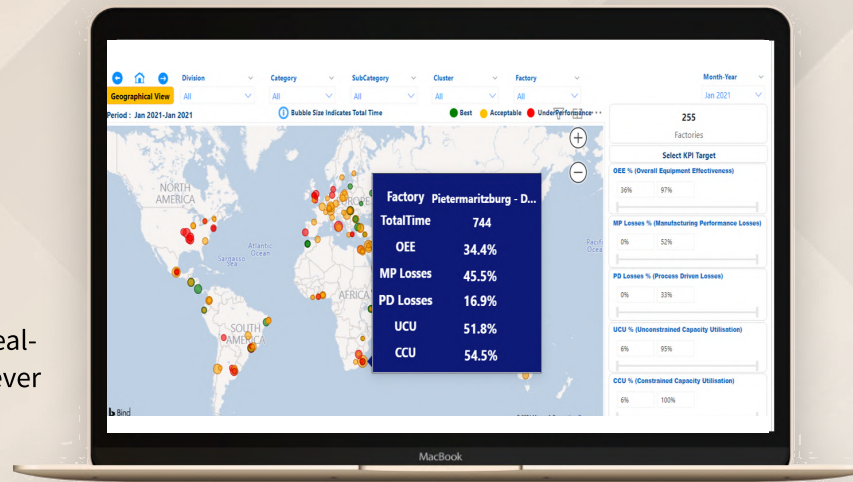 Division Category SubCategory Cluster Factory Month-Year
Geographical View All All All All All Jan 2021
Period : Jan 2021-Jan 2021 Bubble Size Indicates Total Time Best Acceptable UnderPerformance
255
Factories
Select KPI Target
OEE % (Overall Equipment Effectiveness)
36% 97%
MP Losses % (Manufacturing Performance Losses)
0% 52%
PD Losses % (Process Driven Losses)
0% 33%
UCU % (Unconstrained Capacity Utilisation)
6% 95%
CCU % (Constrained Capacity Utilisation)
6% 100%
NORTH
AMERICA
Atlantic
Ocean
Sargasso
Sea
AFRICA
SOUTH
AMERICA
Ocea
Factory Pietermaritzburg - D...
TotalTime 744
OEE 34.4%
MP Losses 45.5%
PD Losses 16.9%
UCU 51.8%
CCU 54.5%
eal-
ever
MacBook